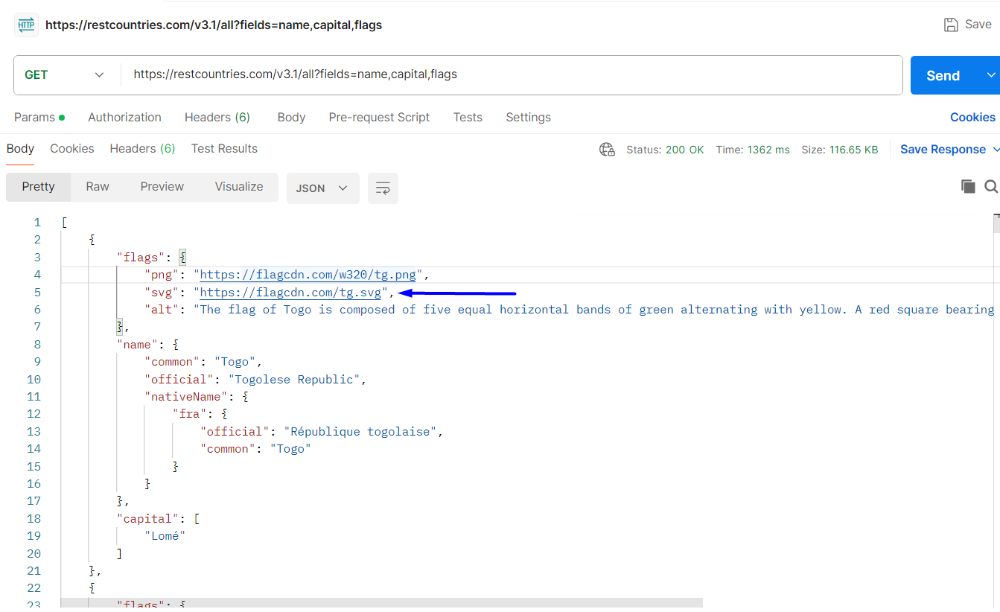 HTTP https://restcountries.com/v3.1/all?fields=name,capital,flags Save
GET https://restcountries.com/v3.1/all?fields=name,capital,flags Send
Params Authorization Headers (6) Body Pre-request Script Tests Settings Cookies
Body Cookies Headers (6) Test Results Status: 200 OK Time: 1362 ms Size: 116.65 KB Save Response
Pretty Raw Preview Visualize JSON
1 [
2 {
3 "flags": {
4 "png": "https://flagcdn.com/w320/tg.png",
5 "svg": "https://flagcdn.com/tg.svg",
6 "alt": "The flag of Togo is composed of five equal horizontal bands of green alternating with yellow. A red square bearing
7 },
8 "name": {
9 "common": "Togo",
10 "official": "Togolese Republic",
11 "nativeName": {
12 "fra": {
13 "official": "République togolaise",
14 "common": "Togo"
15 }
16 }
17 },
18 "capital": [
19 "Lomé"
20 ]
21 },
22 {
23 "flags": {